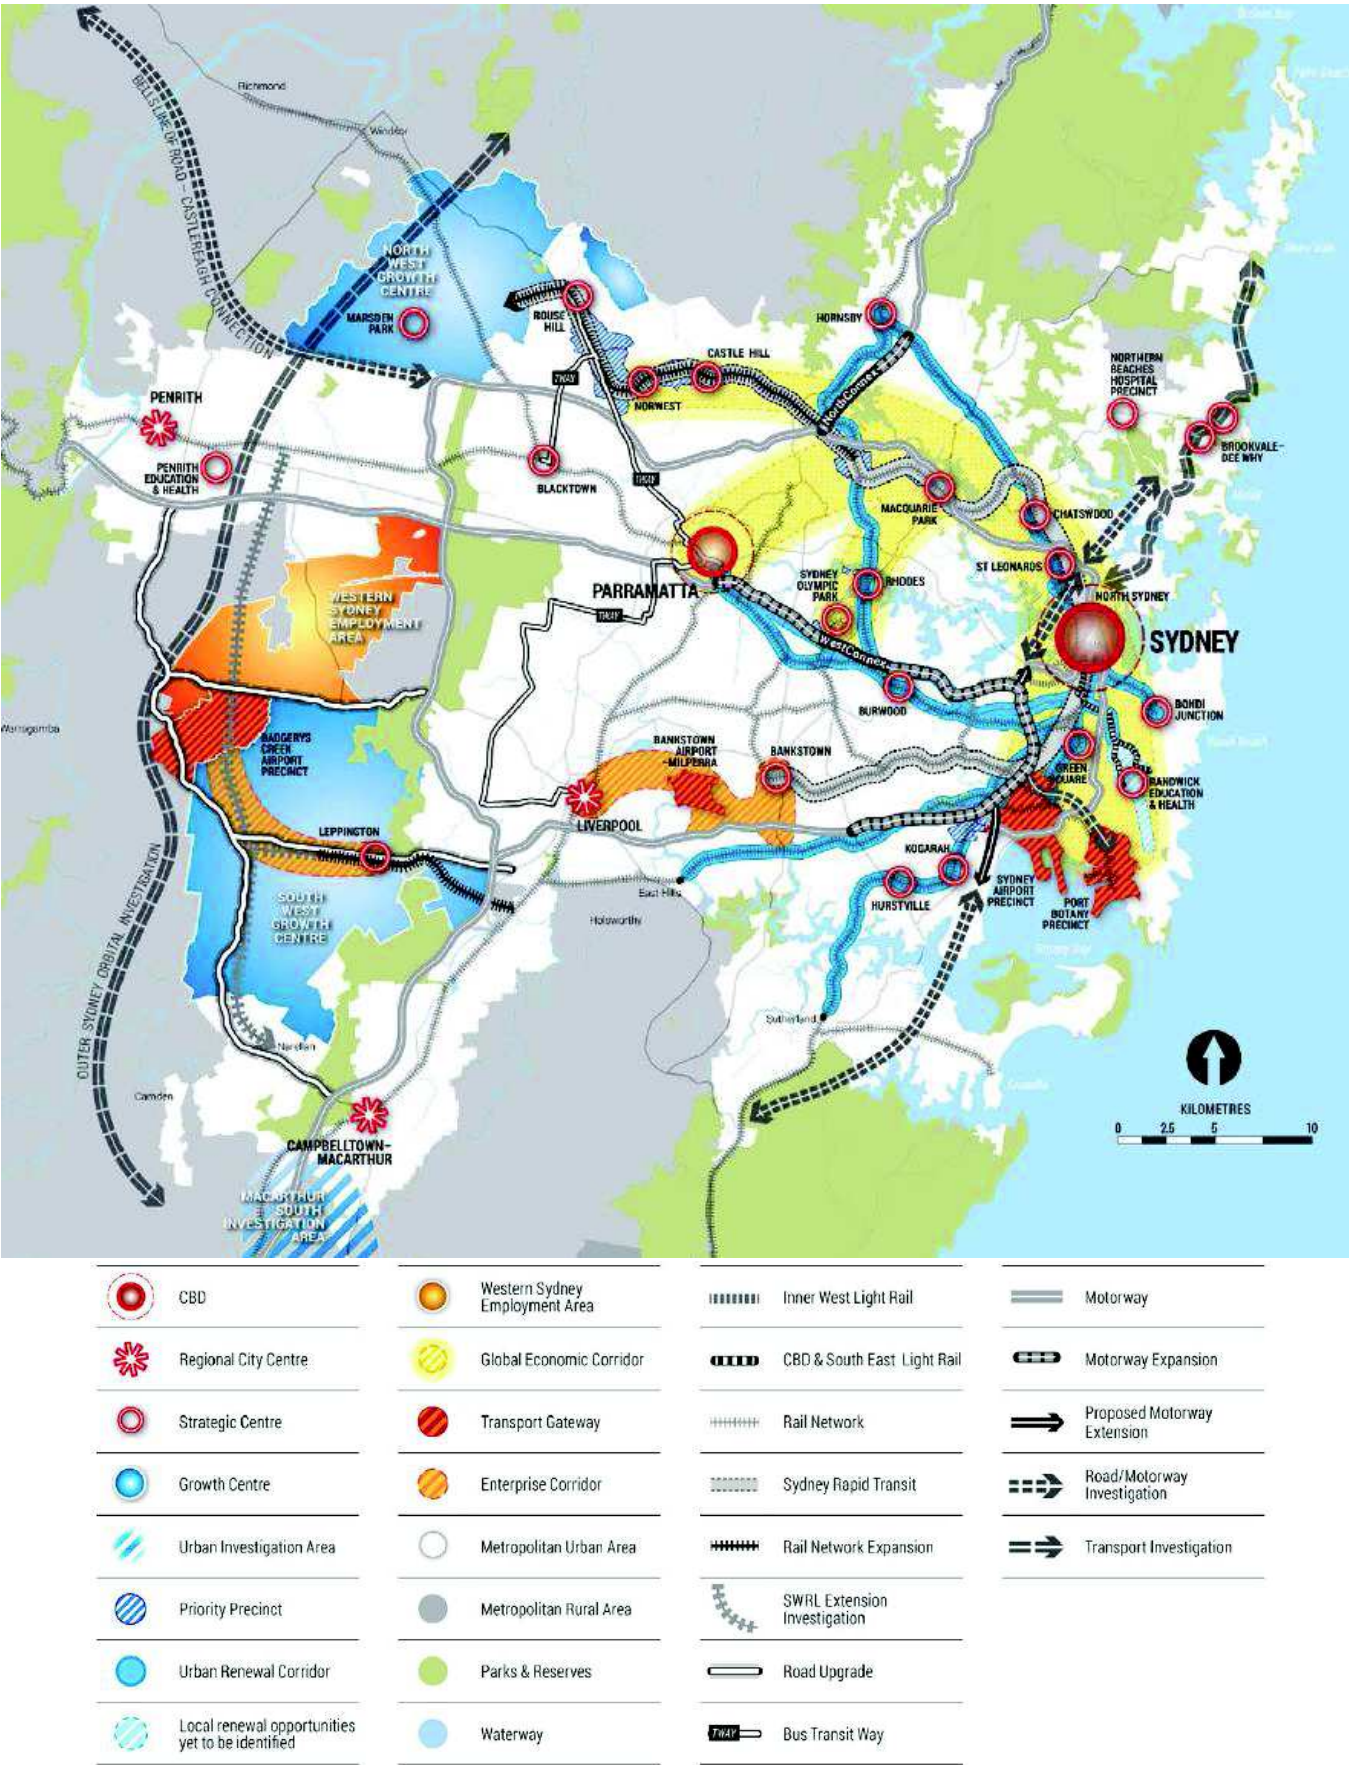 Richmond
Windsor
BELLS LINE OF ROAD – CASTLEREAGH CONNECTION
NORTH
WEST
GROWTH
CENTRE
MARSDEN
PARK
ROUSE
HILL
HORNSBY
CASTLE HILL
NORTHERN
BEACHES
HOSPITAL
PRECINCT
TWAY
NORWEST
NorthConnex
PENRITH
BROOKVALE–
DEE WHY
PENRITH
EDUCATION
& HEALTH
BLACKTOWN
TWAY
MACQUARIE
PARK
CHATSWOOD
ST LEONARDS
SYDNEY
OLYMPIC
PARK
RHODES
PARRAMATTA
NORTH SYDNEY
WESTERN
SYDNEY
EMPLOYMENT
AREA
TWAY
WestConnex
SYDNEY
BURWOOD
BONDI
JUNCTION
Warragamba
BADGERYS
CREEK
AIRPORT
PRECINCT
BANKSTOWN
AIRPORT
–MILPERRA
BANKSTOWN
GREEN
SQUARE
RANDWICK
EDUCATION
& HEALTH
LIVERPOOL
LEPPINGTON
KOGARAH
East Hills
HURSTVILLE
SYDNEY
AIRPORT
PRECINCT
PORT
BOTANY
PRECINCT
Holsworthy
SOUTH
WEST
GROWTH
CENTRE
OUTER SYDNEY ORBITAL INVESTIGATION
Sutherland
Narellan
Camden
CAMPBELLTOWN–
MACARTHUR
MACARTHUR
SOUTH
INVESTIGATION
AREA
KILOMETRES
0 2.5 5 10
CBD
Regional City Centre
Strategic Centre
Growth Centre
Urban Investigation Area
Priority Precinct
Urban Renewal Corridor
Local renewal opportunities
yet to be identified
Western Sydney
Employment Area
Global Economic Corridor
Transport Gateway
Enterprise Corridor
Metropolitan Urban Area
Metropolitan Rural Area
Parks & Reserves
Waterway
Inner West Light Rail
CBD & South East Light Rail
Rail Network
Sydney Rapid Transit
Rail Network Expansion
SWRL Extension
Investigation
Road Upgrade
TWAY
Bus Transit Way
Motorway
Motorway Expansion
Proposed Motorway
Extension
Road/Motorway
Investigation
Transport Investigation